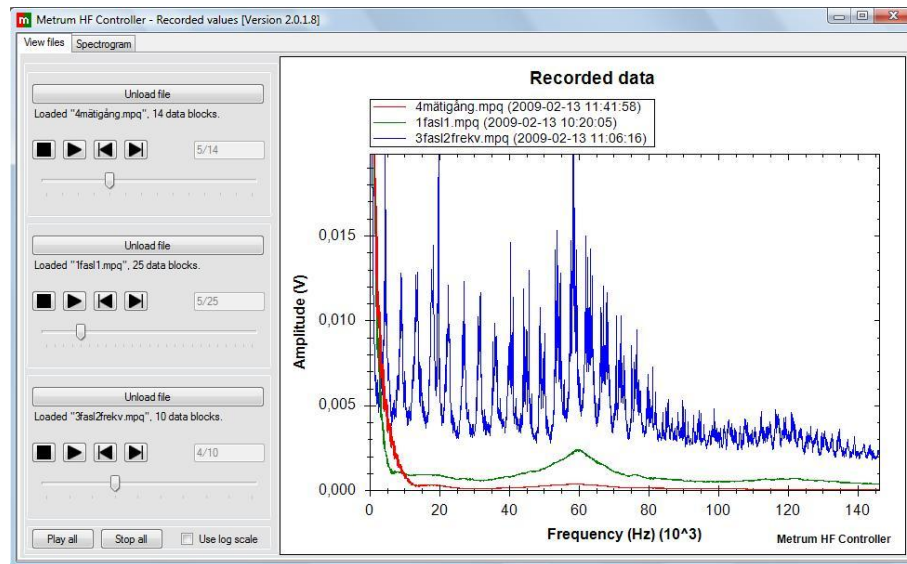 Metrum HF Controller - Recorded values [Version 2.0.1.8]
View files Spectrogram
Unload file
Loaded "4mätigång.mpq", 14 data blocks.
5/14
Unload file
Loaded "1fasl1.mpq", 25 data blocks.
5/25
Unload file
Loaded "3fasl2frekv.mpq", 10 data blocks.
4/10
Play all Stop all Use log scale
Recorded data
4mätigång.mpq (2009-02-13 11:41:58)
1fasl1.mpq (2009-02-13 10:20:05)
3fasl2frekv.mpq (2009-02-13 11:06:16)
Amplitude (V)
0,015
0,010
0,005
0,000
0 20 40 60 80 100 120 140
Frequency (Hz) (10^3)
Metrum HF Controller